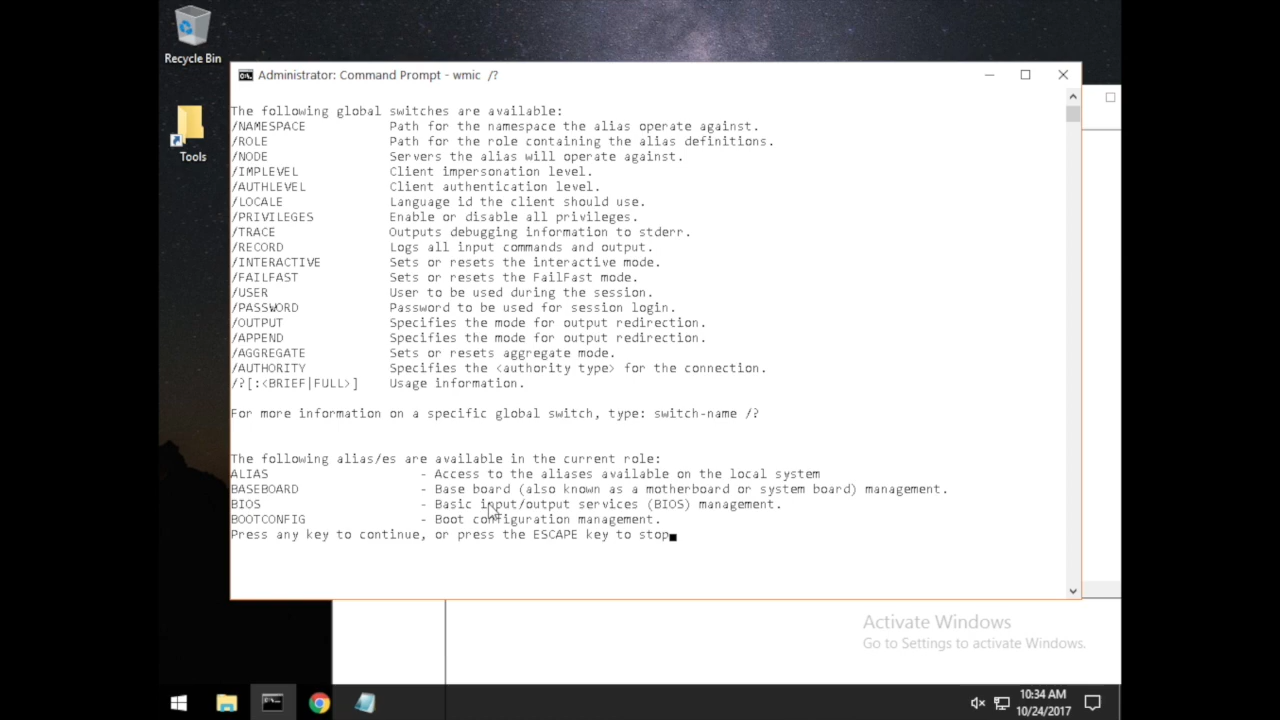 Recycle Bin
Tools
Administrator: Command Prompt - wmic /?
The following global switches are available:
/NAMESPACE Path for the namespace the alias operate against.
/ROLE Path for the role containing the alias definitions.
/NODE Servers the alias will operate against.
/IMPLEVEL Client impersonation level.
/AUTHLEVEL Client authentication level.
/LOCALE Language id the client should use.
/PRIVILEGES Enable or disable all privileges.
/TRACE Outputs debugging information to stderr.
/RECORD Logs all input commands and output.
/INTERACTIVE Sets or resets the interactive mode.
/FAILFAST Sets or resets the FailFast mode.
/USER User to be used during the session.
/PASSWORD Password to be used for session login.
/OUTPUT Specifies the mode for output redirection.
/APPEND Specifies the mode for output redirection.
/AGGREGATE Sets or resets aggregate mode.
/AUTHORITY Specifies the <authority type> for the connection.
/?[:<BRIEF|FULL>] Usage information.
For more information on a specific global switch, type: switch-name /?
The following alias/es are available in the current role:
ALIAS - Access to the aliases available on the local system
BASEBOARD - Base board (also known as a motherboard or system board) management.
BIOS - Basic input/output services (BIOS) management.
BOOTCONFIG - Boot configuration management.
Press any key to continue, or press the ESCAPE key to stop
Activate Windows
Go to Settings to activate Windows.
10:34 AM
10/24/2017